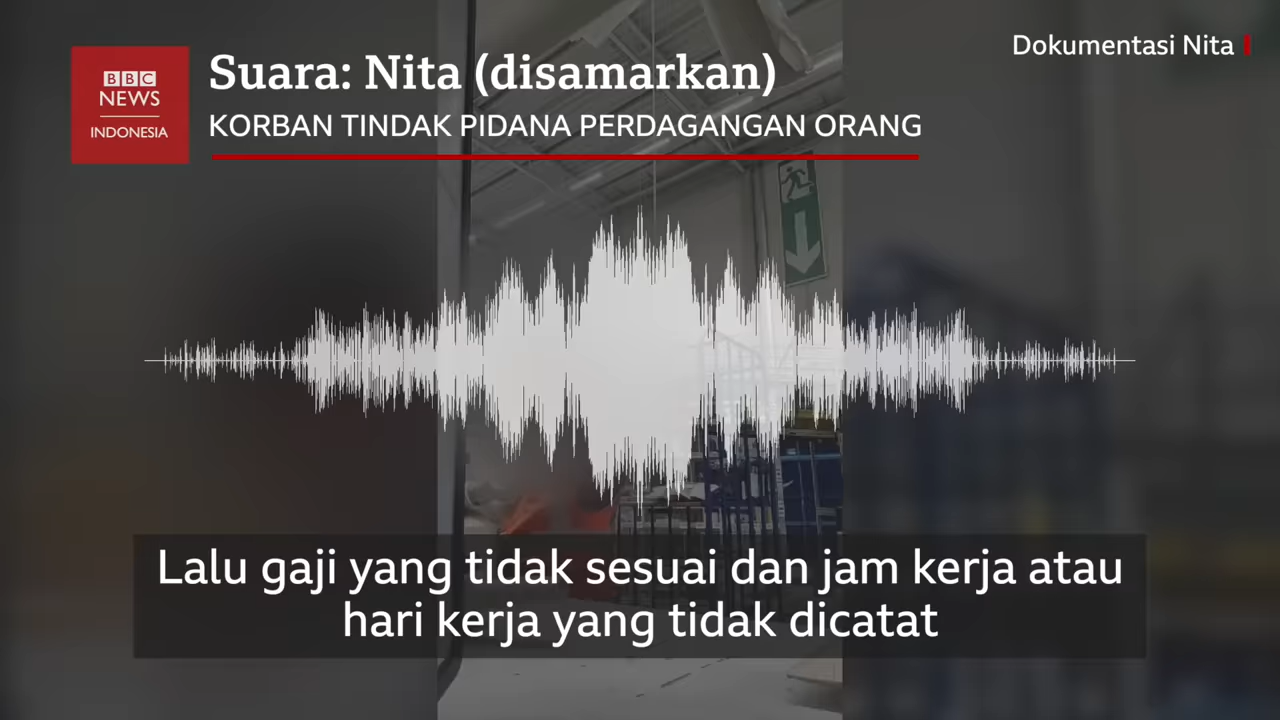 BBC
NEWS
INDONESIA
Suara: Nita (disamarkan)
KORBAN TINDAK PIDANA PERDAGANGAN ORANG
Dokumentasi Nita
Lalu gaji yang tidak sesuai dan jam kerja atau
hari kerja yang tidak dicatat